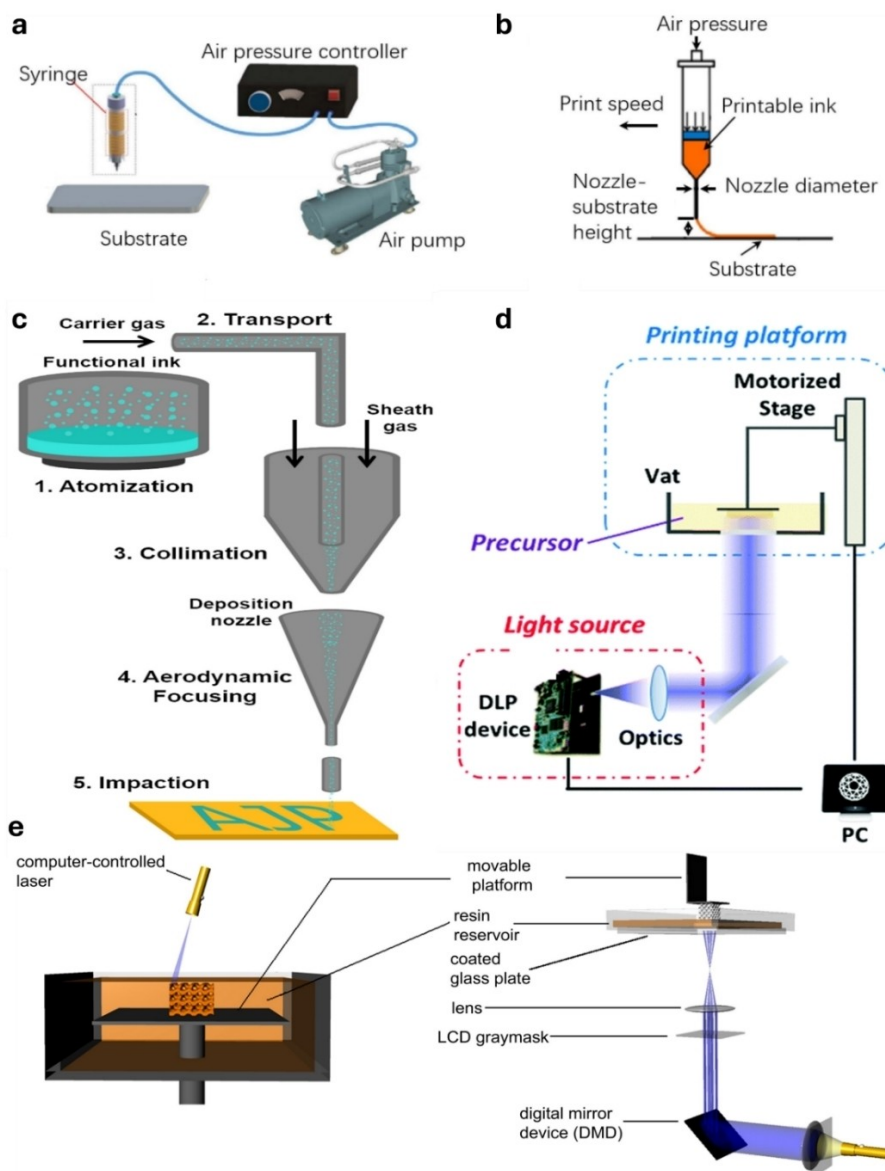 a
Air pressure controller
Syringe
Substrate
Air pump
b
Air pressure
Print speed
Printable ink
Nozzle-
substrate
height
Nozzle diameter
Substrate
c
Carrier gas
2. Transport
Functional ink
Sheath
gas
1. Atomization
3. Collimation
Deposition
nozzle
4. Aerodynamic
Focusing
5. Impaction
AJP
d
Printing platform
Motorized
Stage
Vat
Precursor
Light source
DLP
device
Optics
PC
e
computer-controlled
laser
movable
platform
resin
reservoir
coated
glass plate
lens
LCD graymask
digital mirror
device (DMD)